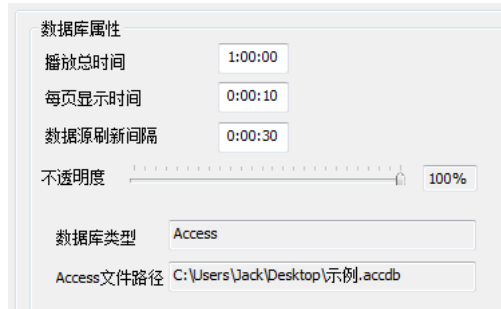 数据库属性
播放总时间 1:00:00
每页显示时间 0:00:10
数据源刷新间隔 0:00:30
不透明度 100%
数据库类型 Access
Access文件路径 C:\Users\Jack\Desktop\示例.accdb